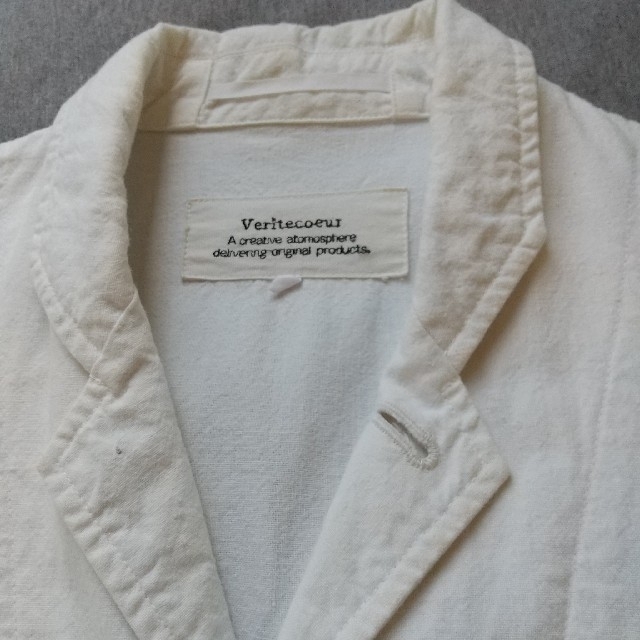 Veritecoeur
A creative atomosphere
delivering original products.